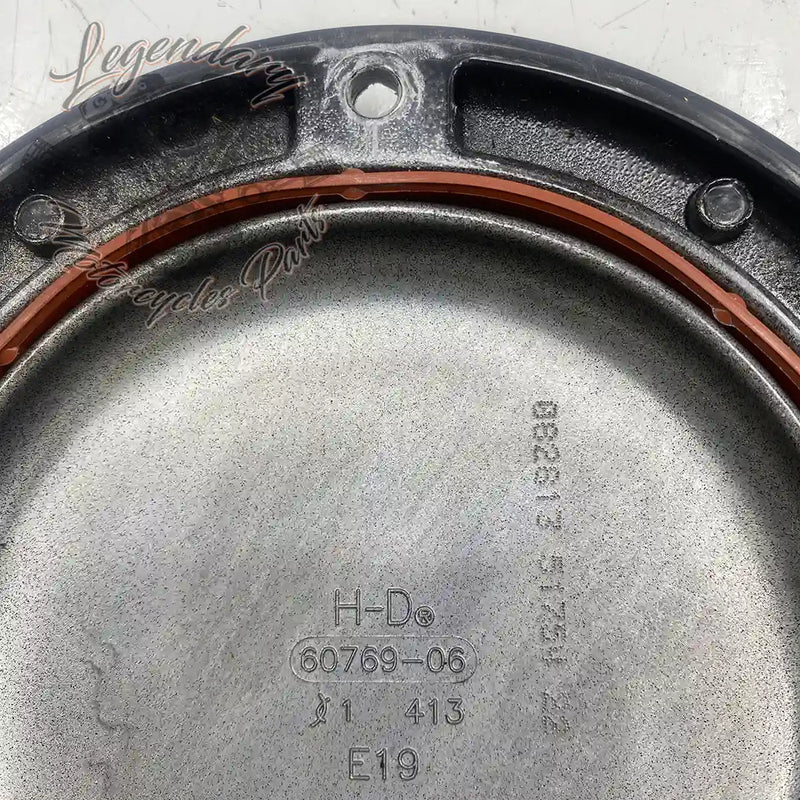 Legendary
Motorcycles Parts
H-D®
60769-06
1 413
E19